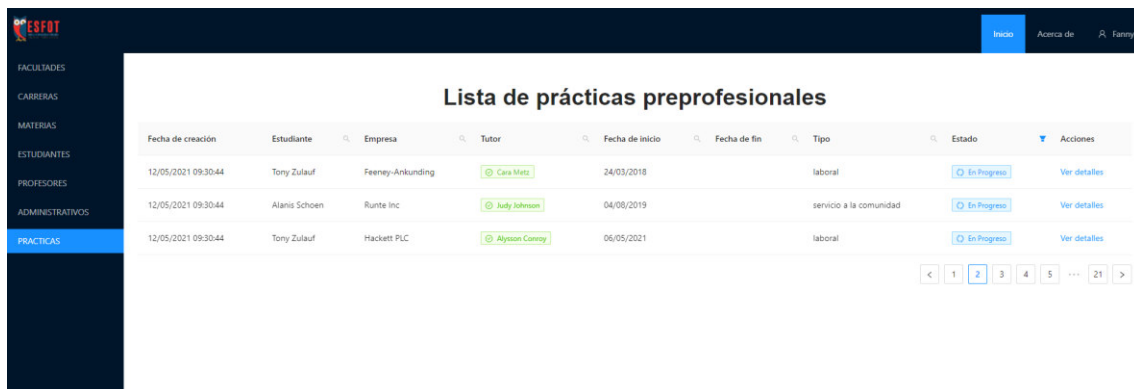 ESFOT
Inicio Acerca de Fanny
FACULTADES
CARRERAS
MATERIAS
ESTUDIANTES
PROFESORES
ADMINISTRATIVOS
PRACTICAS
Lista de prácticas preprofesionales
Fecha de creación Estudiante Empresa Tutor Fecha de inicio Fecha de fin Tipo Estado Acciones
12/05/2021 09:30:44 Tony Zulauf Feeney-Ankunding Cara Metz 24/03/2018 laboral En Progreso Ver detalles
12/05/2021 09:30:44 Alanis Schoen Runte Inc Judy Johnson 04/08/2019 servicio a la comunidad En Progreso Ver detalles
12/05/2021 09:30:44 Tony Zulauf Hackett PLC Alysson Conroy 06/05/2021 laboral En Progreso Ver detalles
< 1 2 3 4 5 ••• 21 >